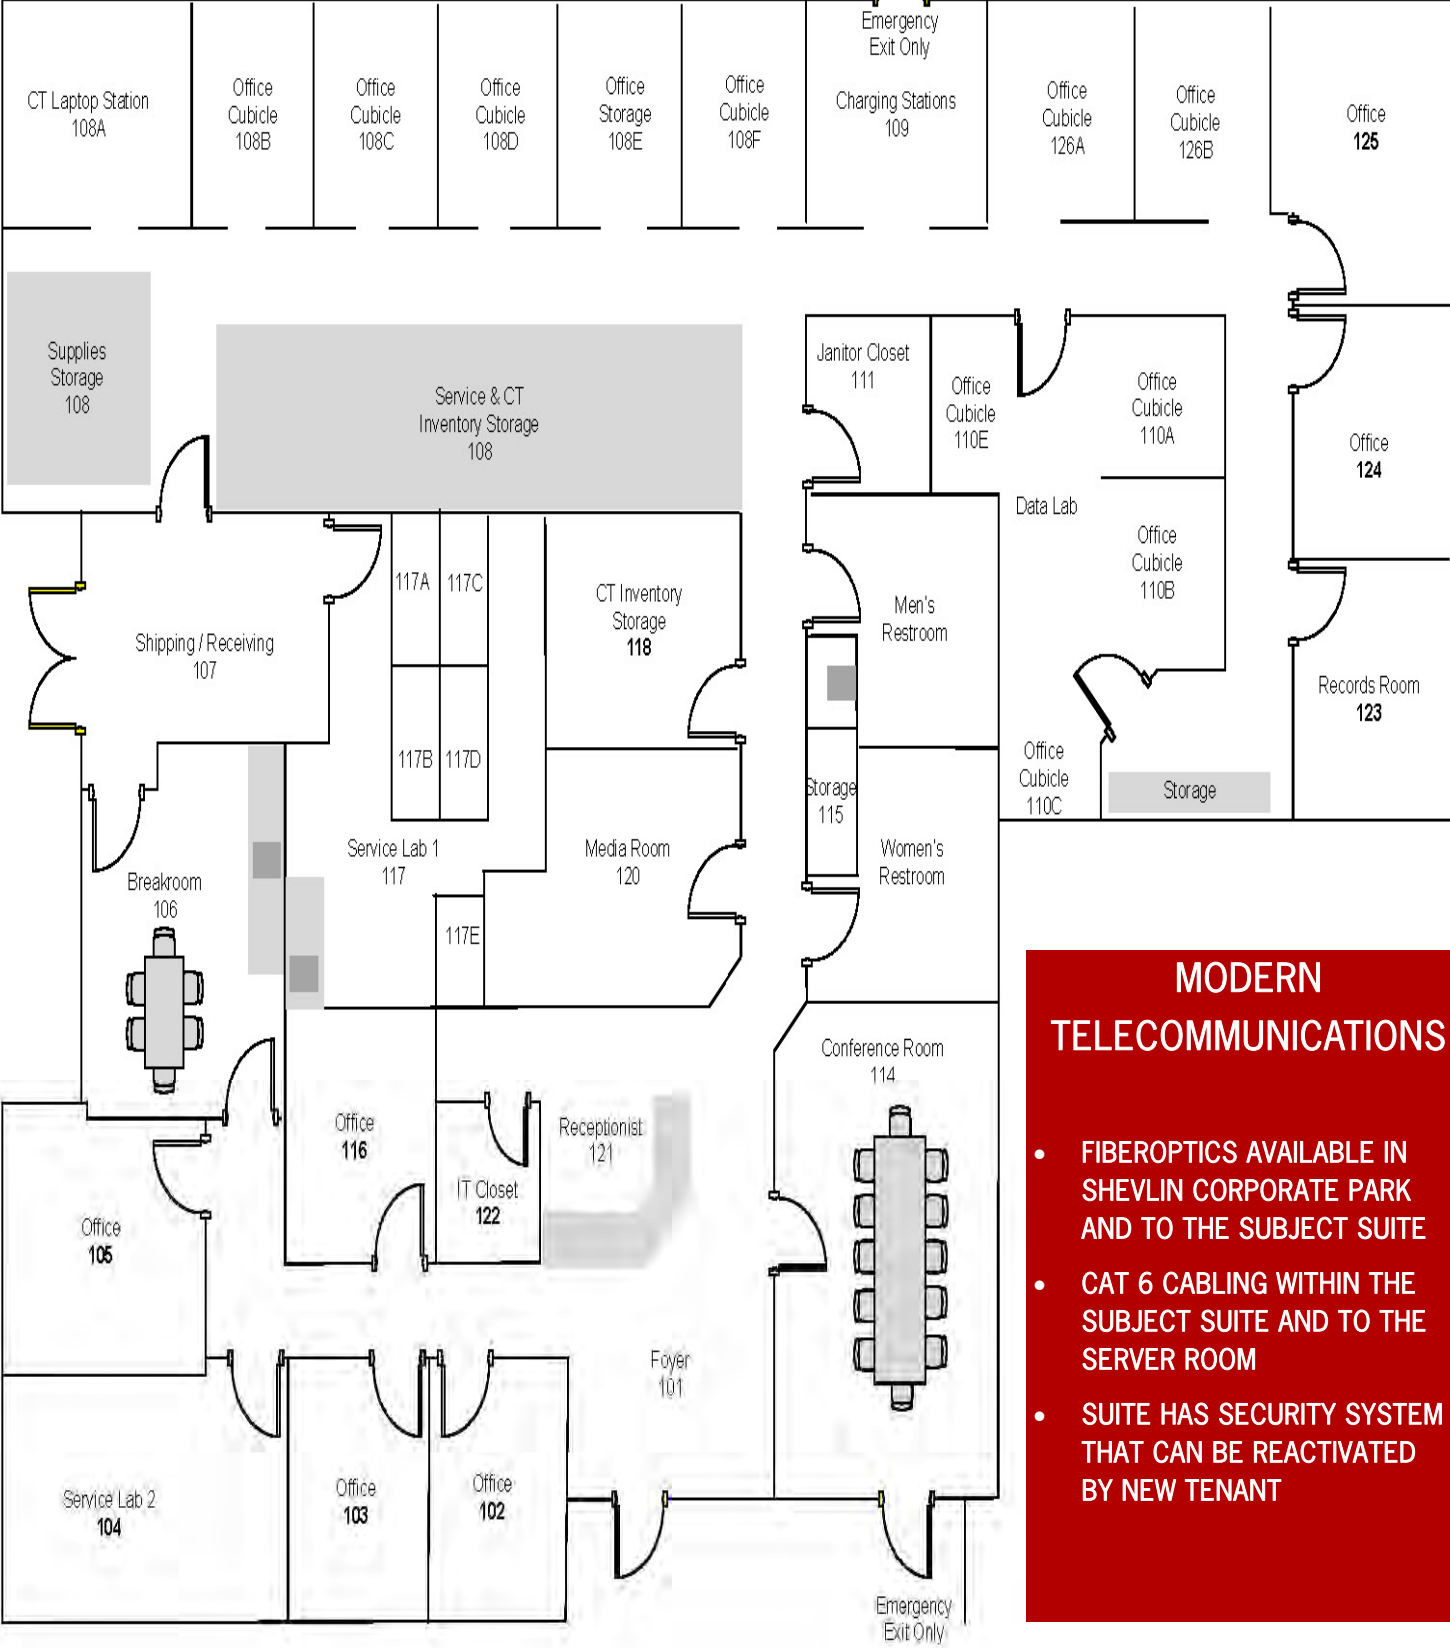 Emergency
Exit Only
CT Laptop Station
108A
Office
Cubicle
108B
Office
Cubicle
108C
Office
Cubicle
108D
Office
Storage
108E
Office
Cubicle
108F
Charging Stations
109
Office
Cubicle
126A
Office
Cubicle
126B
Office
125
Supplies
Storage
108
Service & CT
Inventory Storage
108
Janitor Closet
111
Office
Cubicle
110E
Office
Cubicle
110A
Office
124
Data Lab
Office
Cubicle
110B
117A
117C
CT Inventory
Storage
118
Men's
Restroom
Shipping / Receiving
107
Records Room
123
117B
117D
Office
Cubicle
110C
Storage
Storage
115
Service Lab 1
117
Media Room
120
Women's
Restroom
Breakroom
106
117E
Conference Room
114
Office
116
Receptionist
121
IT Closet
122
Office
105
Foyer
101
Service Lab 2
104
Office
103
Office
102
Emergency
Exit Only
MODERN
TELECOMMUNICATIONS
• FIBEROPTICS AVAILABLE IN
SHEVLIN CORPORATE PARK
AND TO THE SUBJECT SUITE
• CAT 6 CABLING WITHIN THE
SUBJECT SUITE AND TO THE
SERVER ROOM
• SUITE HAS SECURITY SYSTEM
THAT CAN BE REACTIVATED
BY NEW TENANT